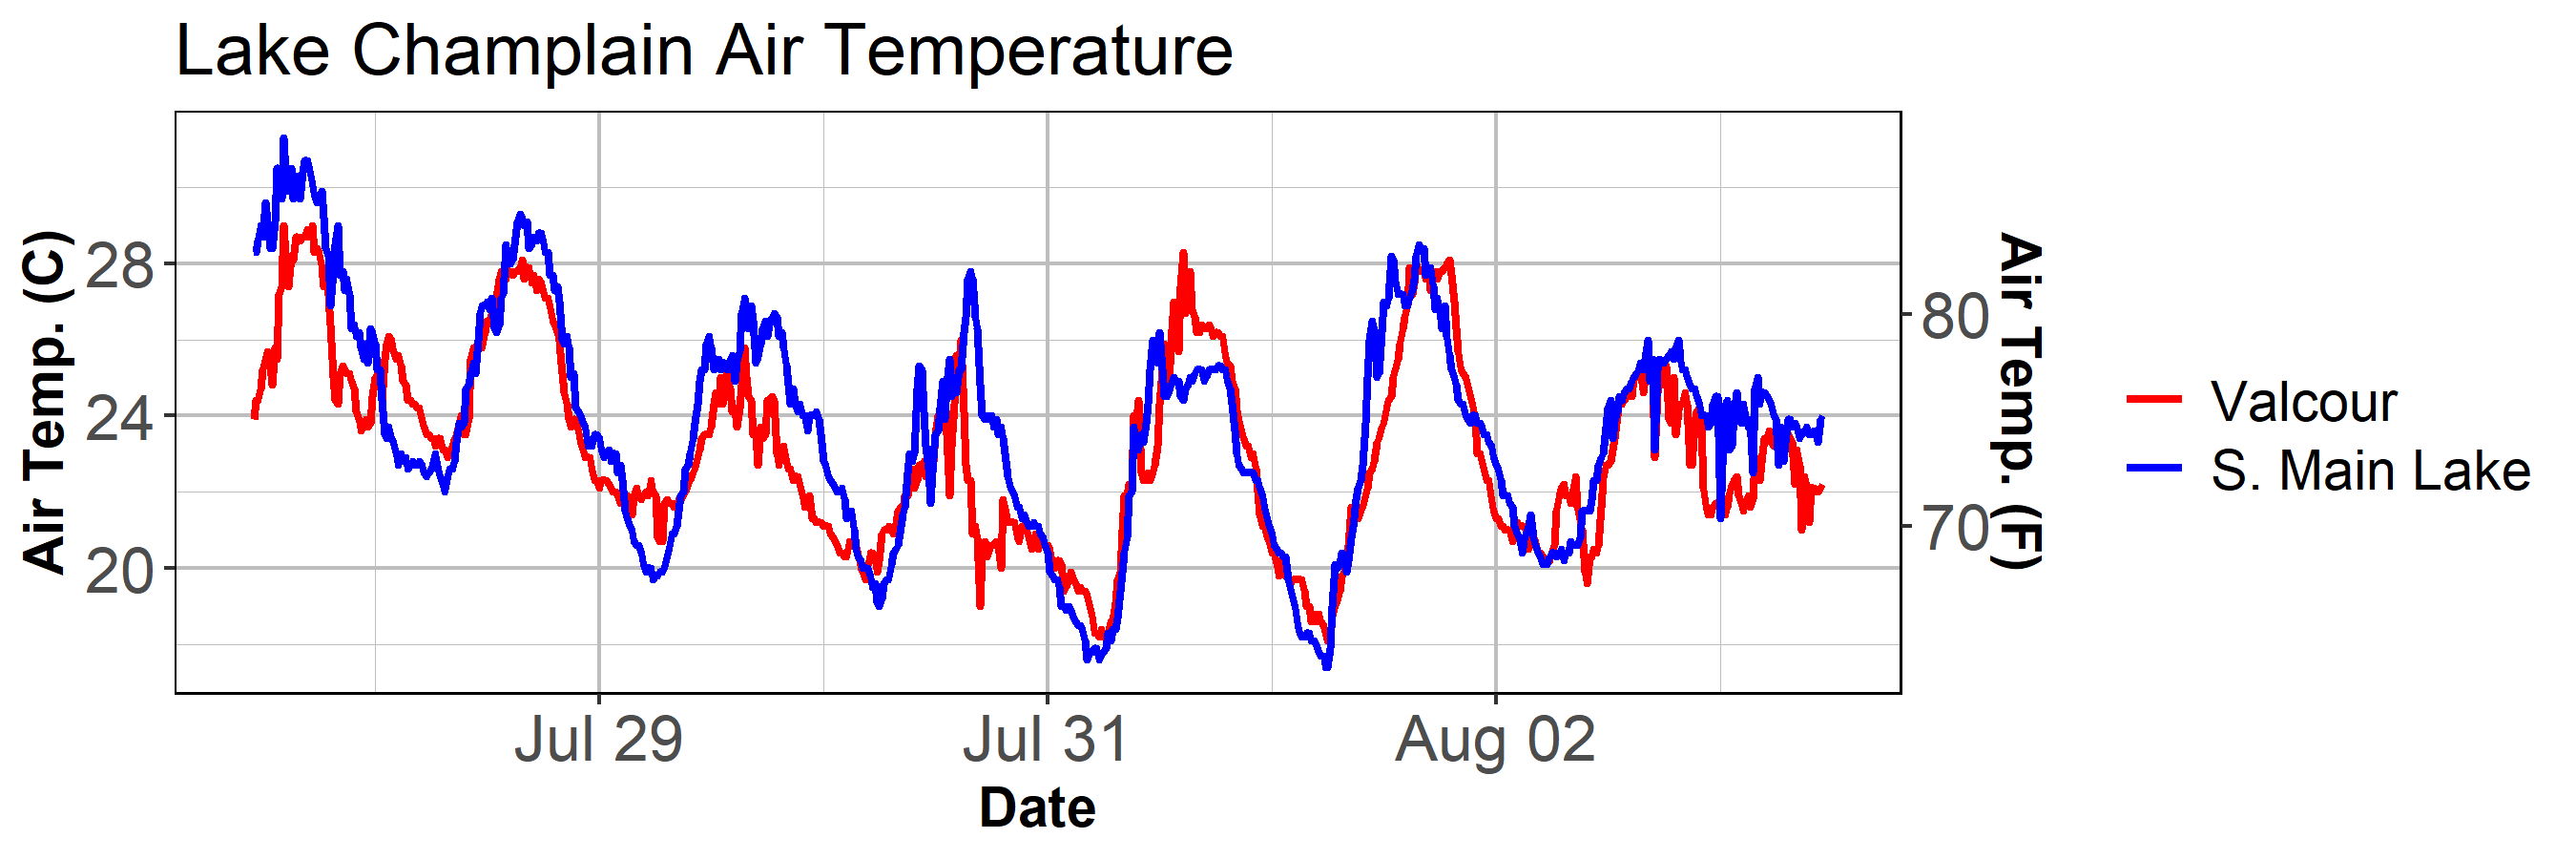 Lake Champlain Air Temperature
Air Temp. (C)
28
24
20
80
70
Air Temp. (F)
Jul 29
Jul 31
Aug 02
Date
Valcour
S. Main Lake